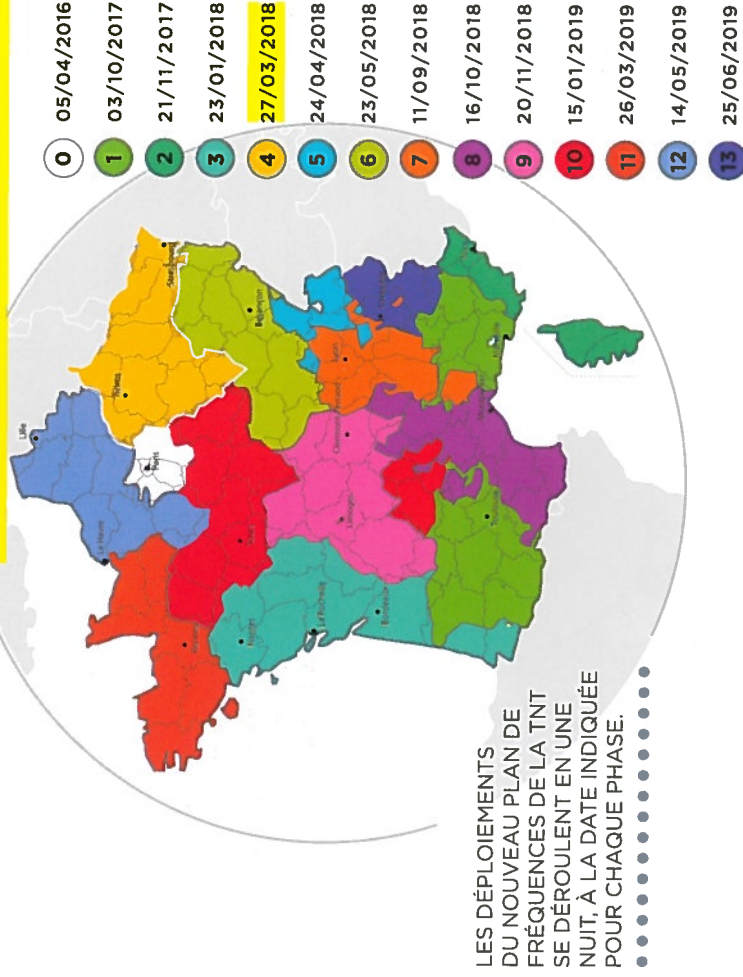 LES DÉPLOIEMENTS
DU NOUVEAU PLAN DE
FRÉQUENCES DE LA TNT
SE DÉROULENT EN UNE
NUIT, À LA DATE INDIQUÉE
POUR CHAQUE PHASE.
Lille
Le Havre
Reims
Paris
Strasbourg
Rennes
Nantes
Besançon
La Rochelle
Limoges
Lyon
Bordeaux
Toulouse
0 05/04/2016
1 03/10/2017
2 21/11/2017
3 23/01/2018
4 27/03/2018
5 24/04/2018
6 23/05/2018
7 11/09/2018
8 16/10/2018
9 20/11/2018
10 15/01/2019
11 26/03/2019
12 14/05/2019
13 25/06/2019